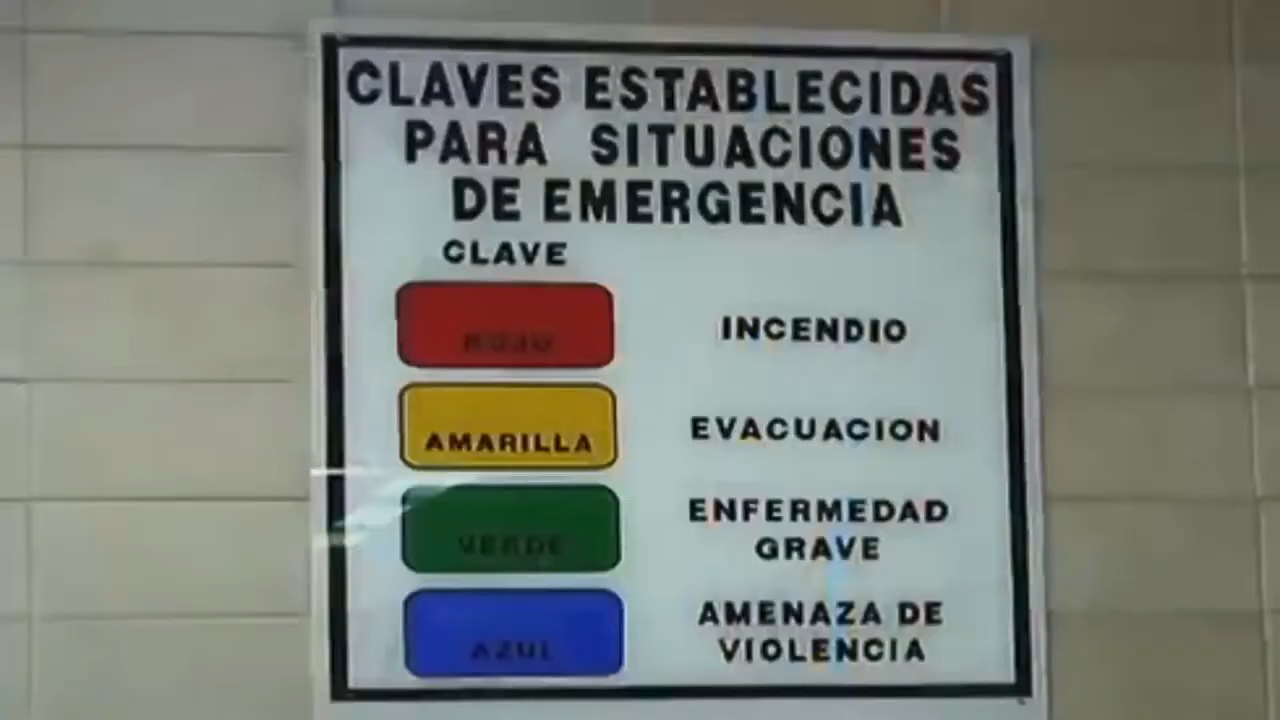 CLAVES ESTABLECIDAS
PARA SITUACIONES
DE EMERGENCIA
CLAVE
ROJO INCENDIO
AMARILLA EVACUACION
VERDE ENFERMEDAD
GRAVE
AZUL AMENAZA DE
VIOLENCIA